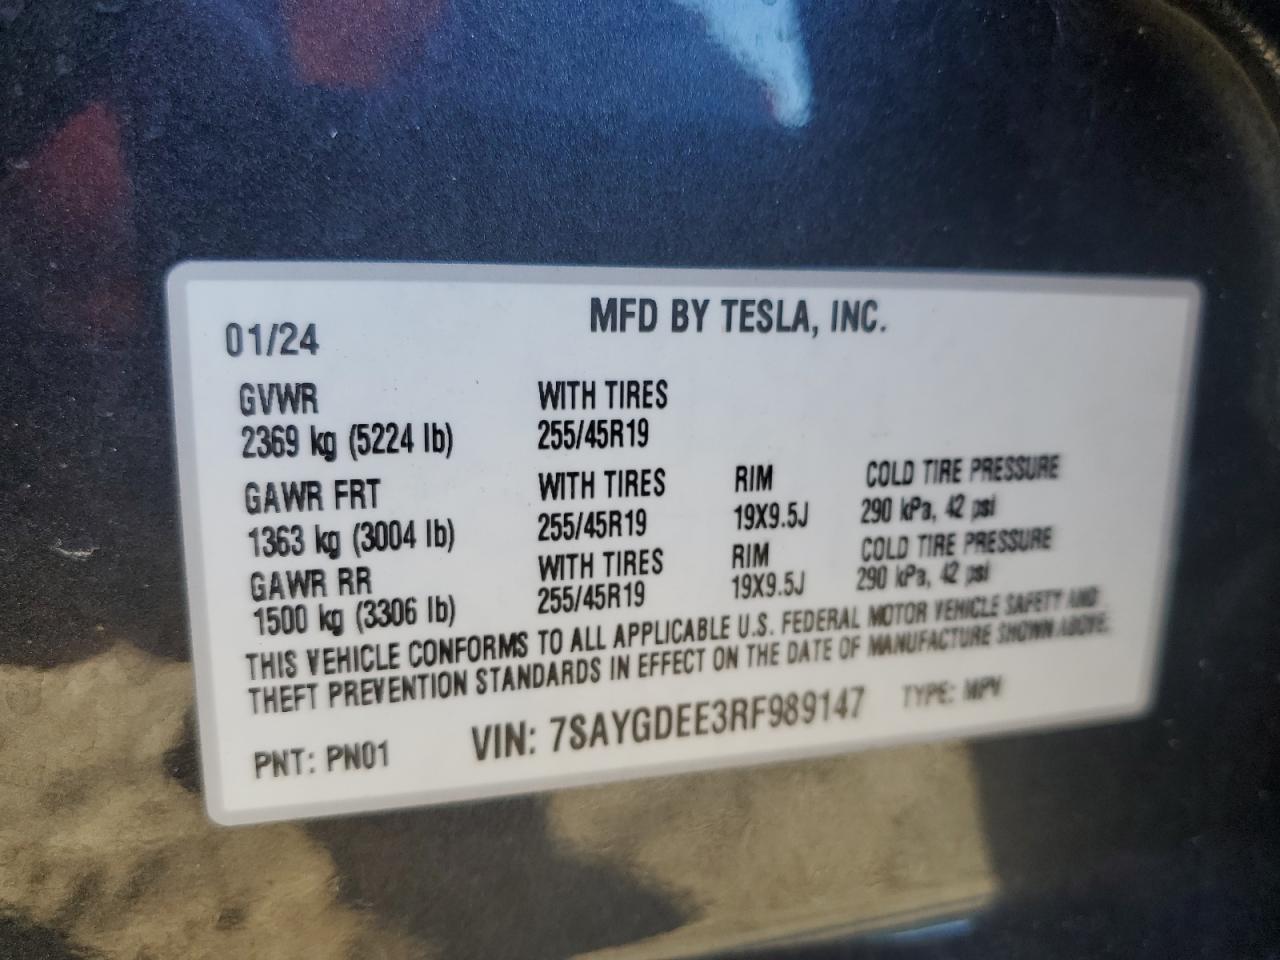 MFD BY TESLA, INC.
01/24
GVWR WITH TIRES
2369 kg (5224 lb) 255/45R19
GAWR FRT WITH TIRES RIM COLD TIRE PRESSURE
1363 kg (3004 lb) 255/45R19 19X9.5J 290 kPa, 42 psi
GAWR RR WITH TIRES RIM COLD TIRE PRESSURE
1500 kg (3306 lb) 255/45R19 19X9.5J 290 kPa, 42 psi
THIS VEHICLE CONFORMS TO ALL APPLICABLE U.S. FEDERAL MOTOR VEHICLE SAFETY AND
THEFT PREVENTION STANDARDS IN EFFECT ON THE DATE OF MANUFACTURE SHOWN ABOVE.
PNT: PN01 VIN: 7SAYGDEE3RF989147 TYPE: MPV